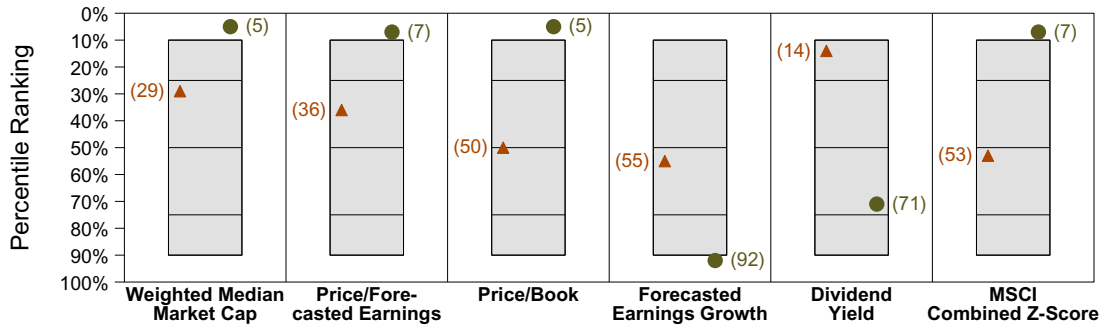 Percentile Ranking
0%
10%
20%
30%
40%
50%
60%
70%
80%
90%
100%
(5)
(29)
(7)
(36)
(5)
(50)
(55)
(92)
(14)
(71)
(7)
(53)
Weighted Median
Market Cap
Price/Fore-
casted Earnings
Price/Book
Forecasted
Earnings Growth
Dividend
Yield
MSCI
Combined Z-Score